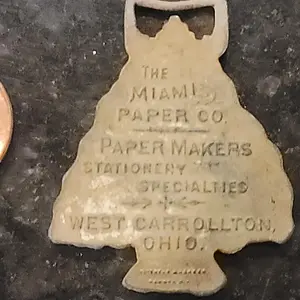 THE
MIAMI
PAPER CO.
PAPER MAKERS
STATIONERY
SPECIALTIES
WEST CARROLLTON,
OHIO.